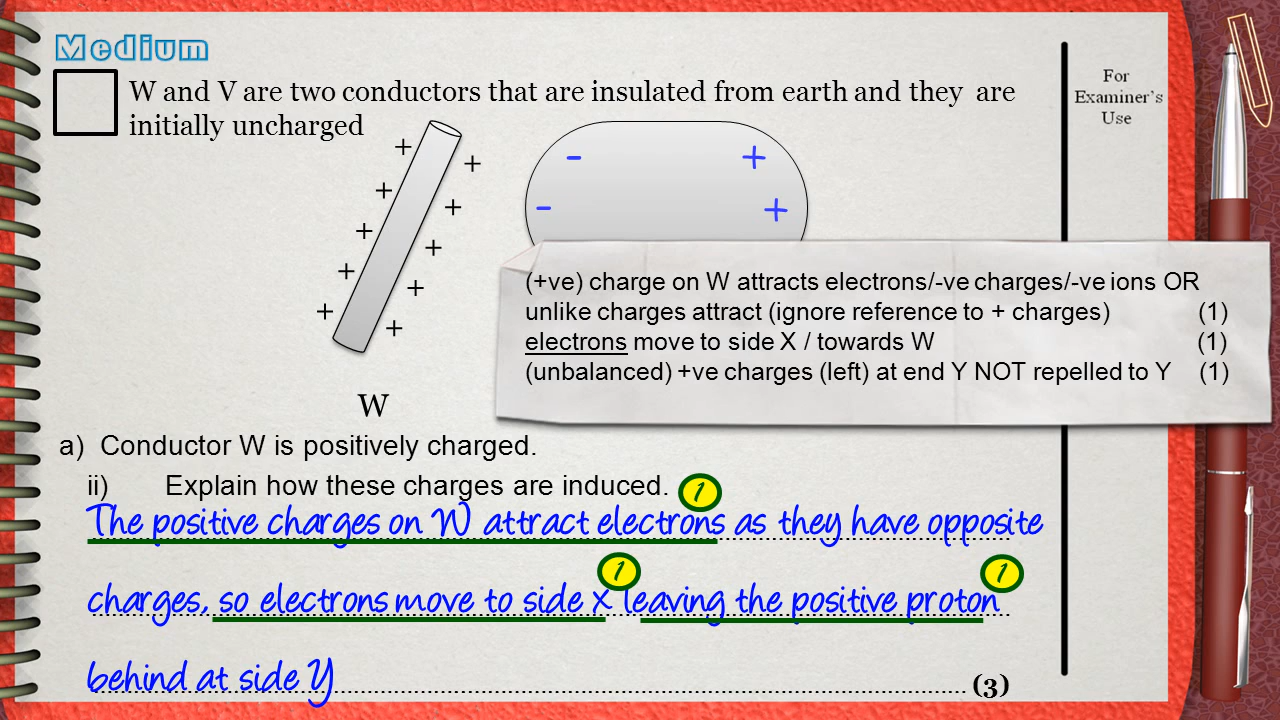 Medium
W and V are two conductors that are insulated from earth and they are
initially uncharged
For
Examiner's
Use
+ + + + + + + + + +
- +
- +
(+ve) charge on W attracts electrons/-ve charges/-ve ions OR
unlike charges attract (ignore reference to + charges) (1)
electrons move to side X / towards W (1)
(unbalanced) +ve charges (left) at end Y NOT repelled to Y (1)
W
a) Conductor W is positively charged.
ii) Explain how these charges are induced. 1
The positive charges on W attract electrons as they have opposite
1 1
charges, so electrons move to side x leaving the positive proton
behind at side Y (3)